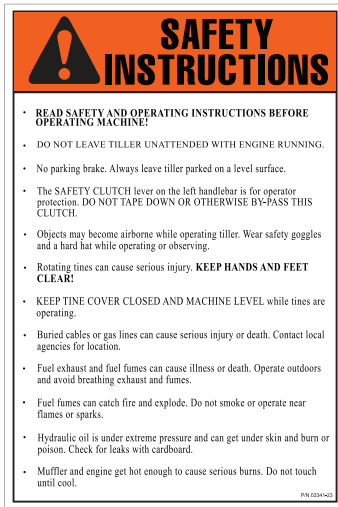 SAFETY
INSTRUCTIONS
• READ SAFETY AND OPERATING INSTRUCTIONS BEFORE
OPERATING MACHINE!
• DO NOT LEAVE TILLER UNATTENDED WITH ENGINE RUNNING.
• No parking brake. Always leave tiller parked on a level surface.
• The SAFETY CLUTCH lever on the left handlebar is for operator
protection. DO NOT TAPE DOWN OR OTHERWISE BY-PASS THIS
CLUTCH.
• Objects may become airborne while operating tiller. Wear safety goggles
and a hard hat while operating or observing.
• Rotating tines can cause serious injury. KEEP HANDS AND FEET
CLEAR!
• KEEP TINE COVER CLOSED AND MACHINE LEVEL while tines are
operating.
• Buried cables or gas lines can cause serious injury or death. Contact local
agencies for location.
• Fuel exhaust and fuel fumes can cause illness or death. Operate outdoors
and avoid breathing exhaust and fumes.
• Fuel fumes can catch fire and explode. Do not smoke or operate near
flames or sparks.
• Hydraulic oil is under extreme pressure and can get under skin and burn or
poison. Check for leaks with cardboard.
• Muffler and engine get hot enough to cause serious burns. Do not touch
until cool.
P/N 03341-23